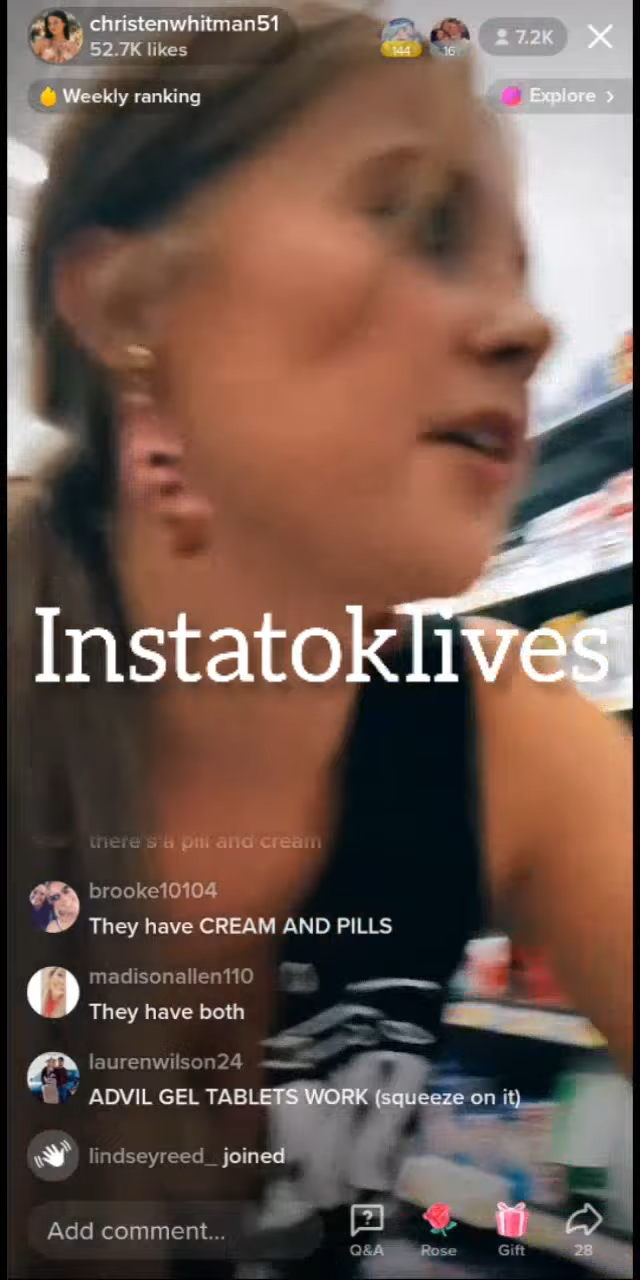 christenwhitman51
52.7K likes
144
16
7.2K
Weekly ranking
Explore >
Instatoklives
there's a pill and cream
brooke10104
They have CREAM AND PILLS
madisonallen110
They have both
laurenwilson24
ADVIL GEL TABLETS WORK (squeeze on it)
lindseyreed_ joined
Add comment...
Q&A
Rose
Gift
28